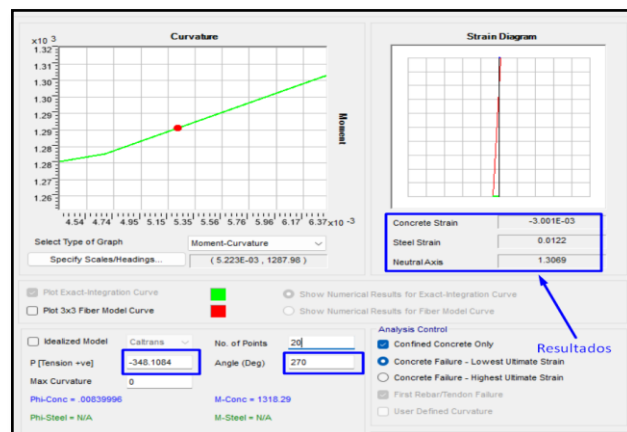 Curvature
x10 3
1.32
1.31
1.30
1.30
1.29
1.29
1.28
1.27
1.26
4.54 4.74 4.95 5.15 5.35 5.56 5.76 5.96 6.17 6.37 x10 -3
Moment
Select Type of Graph
Moment-Curvature
Specify Scales/Headings...
( 5.223E-03 , 1287.98 )
Strain Diagram
Concrete Strain
-3.001E-03
Steel Strain
0.0122
Neutral Axis
1.3069
Plot Exact-Integration Curve
Show Numerical Results for Exact-Integration Curve
Plot 3x3 Fiber Model Curve
Show Numerical Results for Fiber Model Curve
Idealized Model
Caltrans
No. of Points
20
P [Tension +ve]
-348.1084
Angle (Deg)
270
Max Curvature
0
Phi-Conc = .00839996
M-Conc = 1318.29
Phi-Steel = N/A
M-Steel = N/A
Analysis Control
Confined Concrete Only
Resultados
Concrete Failure - Lowest Ultimate Strain
Concrete Failure - Highest Ultimate Strain
First Rebar/Tendon Failure
User Defined Curvature